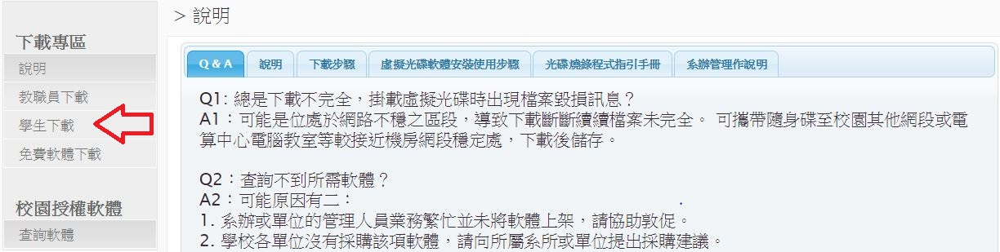 > 說明
下載專區
說明
教職員下載
學生下載
免費軟體下載
校園授權軟體
查詢軟體
Q & A 說明 下載步驟 虛擬光碟軟體安裝使用步驟 光碟燒錄程式指引手冊 系辦管理作說明
Q1: 總是下載不完全，掛載虛擬光碟時出現檔案毀損訊息？
A1：可能是位處於網路不穩之區段，導致下載斷斷續續檔案未完全。 可攜帶隨身碟至校園其他網段或電
算中心電腦教室等較接近機房網段穩定處，下載後儲存。
Q2：查詢不到所需軟體？
A2：可能原因有二：
1. 系辦或單位的管理人員業務繁忙並未將軟體上架，請協助敦促。
2. 學校各單位沒有採購該項軟體，請向所屬系所或單位提出採購建議。